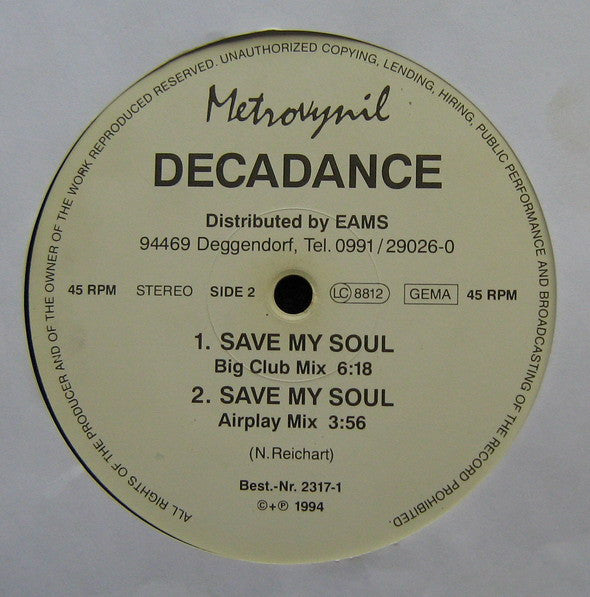 ALL RIGHTS OF THE PRODUCER AND OF THE OWNER OF THE WORK REPRODUCED RESERVED. UNAUTHORIZED COPYING, LENDING, HIRING, PUBLIC PERFORMANCE AND BROADCASTING OF THE RECORD PROHIBITED.
Metrovynil
DECADANCE
Distributed by EAMS
94469 Deggendorf, Tel. 0991/29026-0
45 RPM STEREO SIDE 2 LC 8812 GEMA 45 RPM
1. SAVE MY SOUL
Big Club Mix 6:18
2. SAVE MY SOUL
Airplay Mix 3:56
(N. Reichart)
Best.-Nr. 2317-1
©+℗ 1994